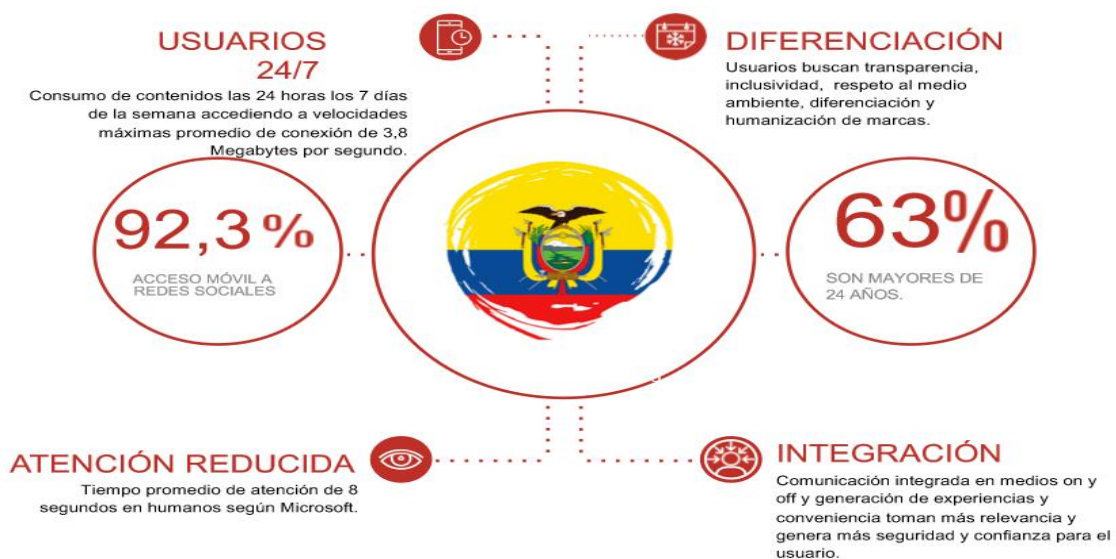 USUARIOS
24/7
Consumo de contenidos las 24 horas los 7 días
de la semana accediendo a velocidades
máximas promedio de conexión de 3,8
Megabytes por segundo.
DIFERENCIACIÓN
Usuarios buscan transparencia,
inclusividad, respeto al medio
ambiente, diferenciación y
humanización de marcas.
92,3 %
ACCESO MÓVIL A
REDES SOCIALES
63%
SON MAYORES DE
24 AÑOS.
ATENCIÓN REDUCIDA
Tiempo promedio de atención de 8
segundos en humanos según Microsoft.
INTEGRACIÓN
Comunicación integrada en medios on y
off y generación de experiencias y
conveniencia toman más relevancia y
genera más seguridad y confianza para el
usuario.